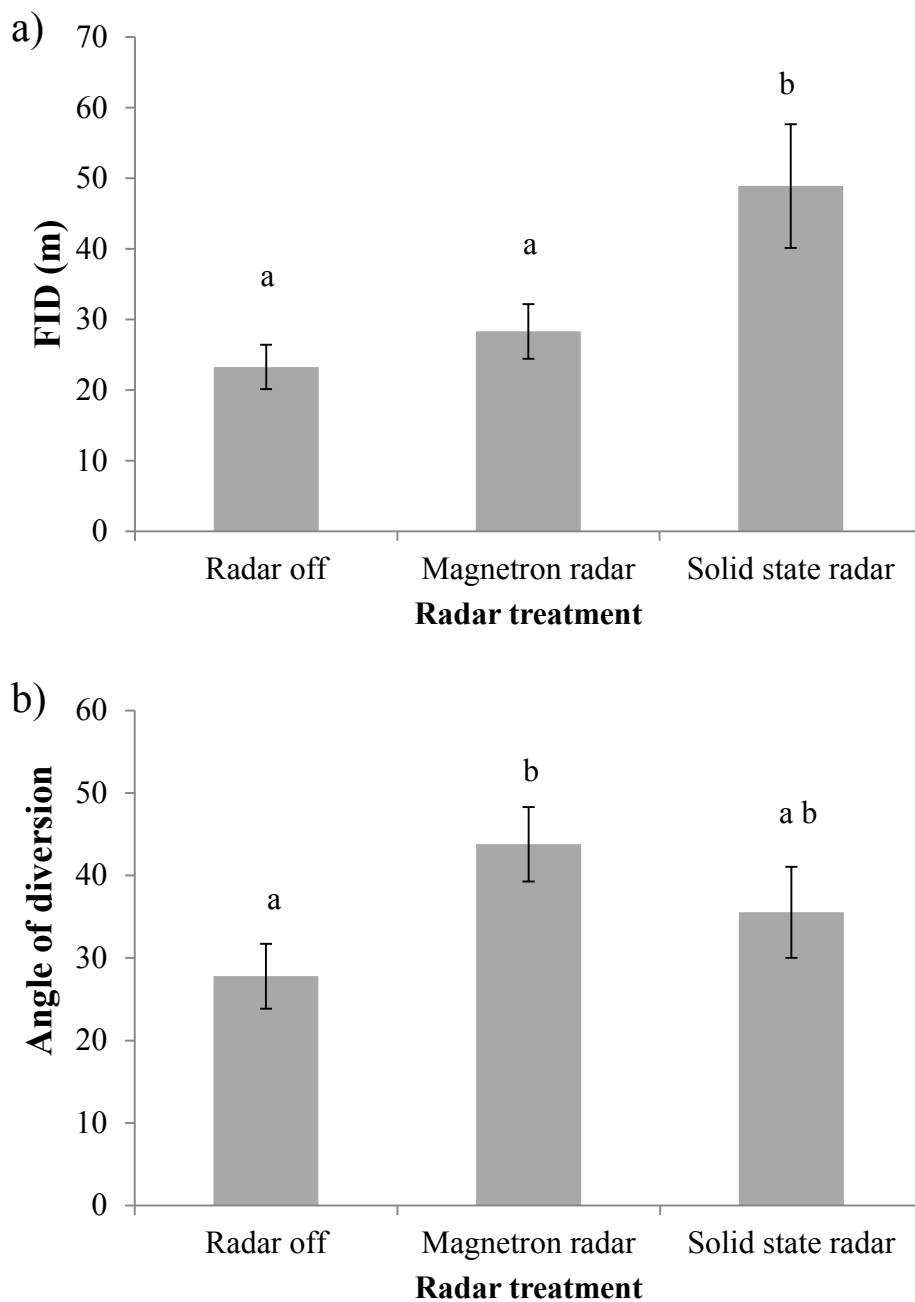 a)
70
60
50
40
30
20
10
0
FID (m)
a
a
b
Radar off Magnetron radar Solid state radar
Radar treatment
b)
60
50
40
30
20
10
0
Angle of diversion
a
b
a b
Radar off Magnetron radar Solid state radar
Radar treatment